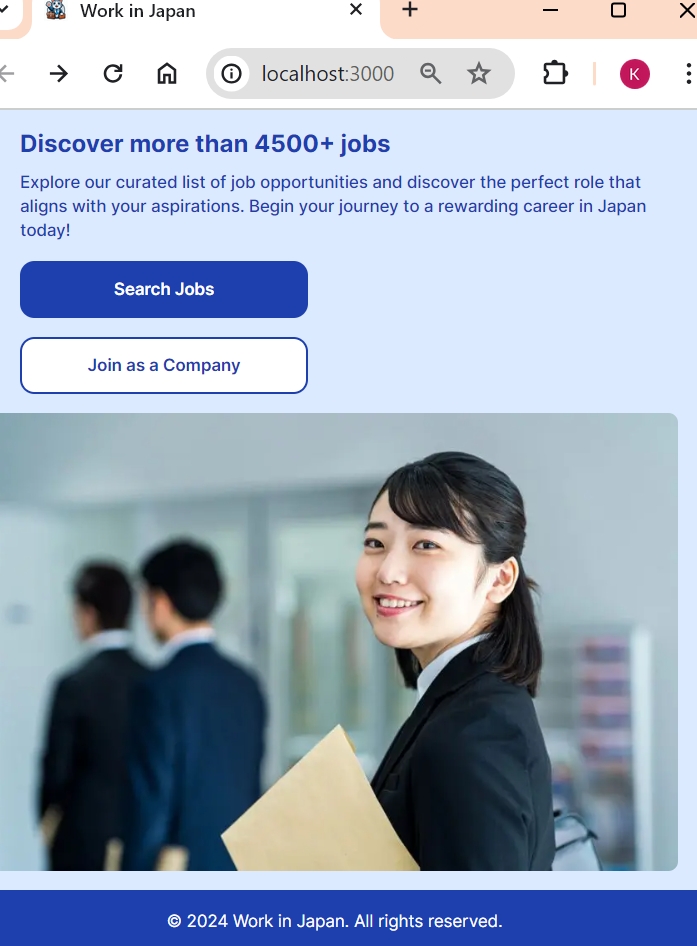 Work in Japan
localhost:3000
K
Discover more than 4500+ jobs
Explore our curated list of job opportunities and discover the perfect role that
aligns with your aspirations. Begin your journey to a rewarding career in Japan
today!
Search Jobs
Join as a Company
© 2024 Work in Japan. All rights reserved.